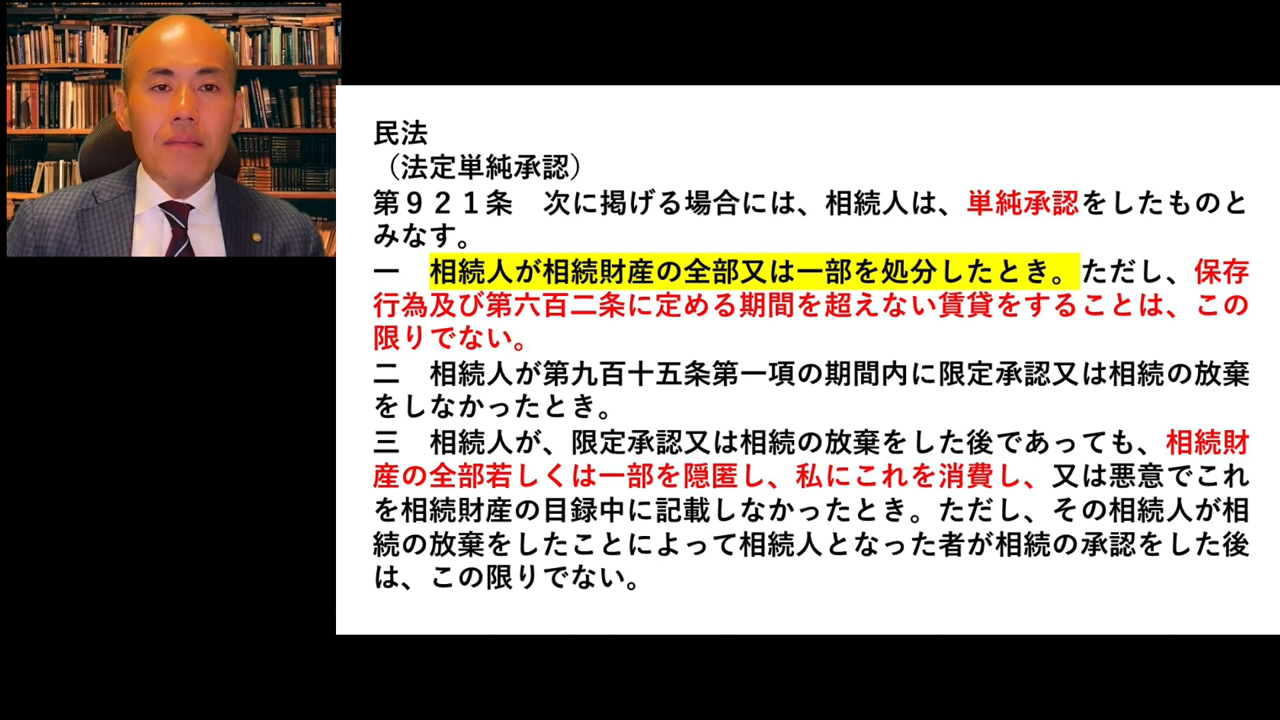 民法
（法定単純承認）
第９２１条　次に掲げる場合には、相続人は、単純承認をしたものと
みなす。
一　相続人が相続財産の全部又は一部を処分したとき。ただし、保存
行為及び第六百二条に定める期間を超えない賃貸をすることは、この
限りでない。
二　相続人が第九百十五条第一項の期間内に限定承認又は相続の放棄
をしなかったとき。
三　相続人が、限定承認又は相続の放棄をした後であっても、相続財
産の全部若しくは一部を隠匿し、私にこれを消費し、又は悪意でこれ
を相続財産の目録中に記載しなかったとき。ただし、その相続人が相
続の放棄をしたことによって相続人となった者が相続の承認をした後
は、この限りでない。